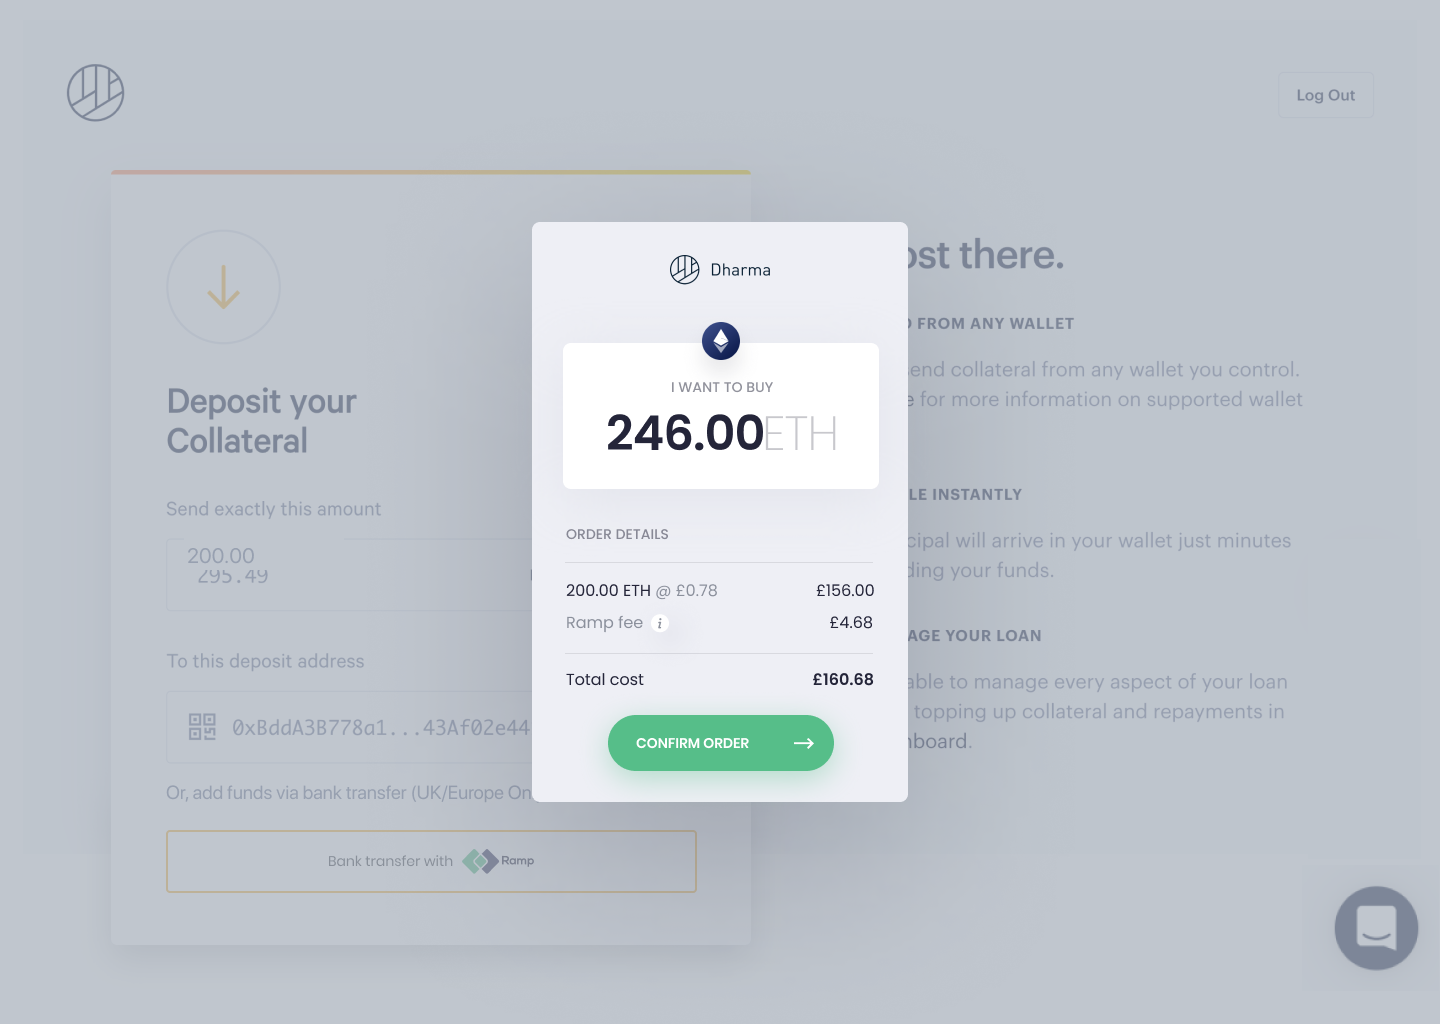 Log Out
Deposit your
Collateral
Send exactly this amount
200.00
295.49
To this deposit address
0xBddA3B778a1...43Af02e44
Or, add funds via bank transfer (UK/Europe On
Bank transfer with Ramp
Dharma
I WANT TO BUY
246.00ETH
ORDER DETAILS
200.00 ETH @ £0.78 £156.00
Ramp fee i £4.68
Total cost £160.68
CONFIRM ORDER
ost there.
FROM ANY WALLET
end collateral from any wallet you control.
e for more information on supported wallet
LE INSTANTLY
cipal will arrive in your wallet just minutes
ding your funds.
AGE YOUR LOAN
able to manage every aspect of your loan
topping up collateral and repayments in
nboard.